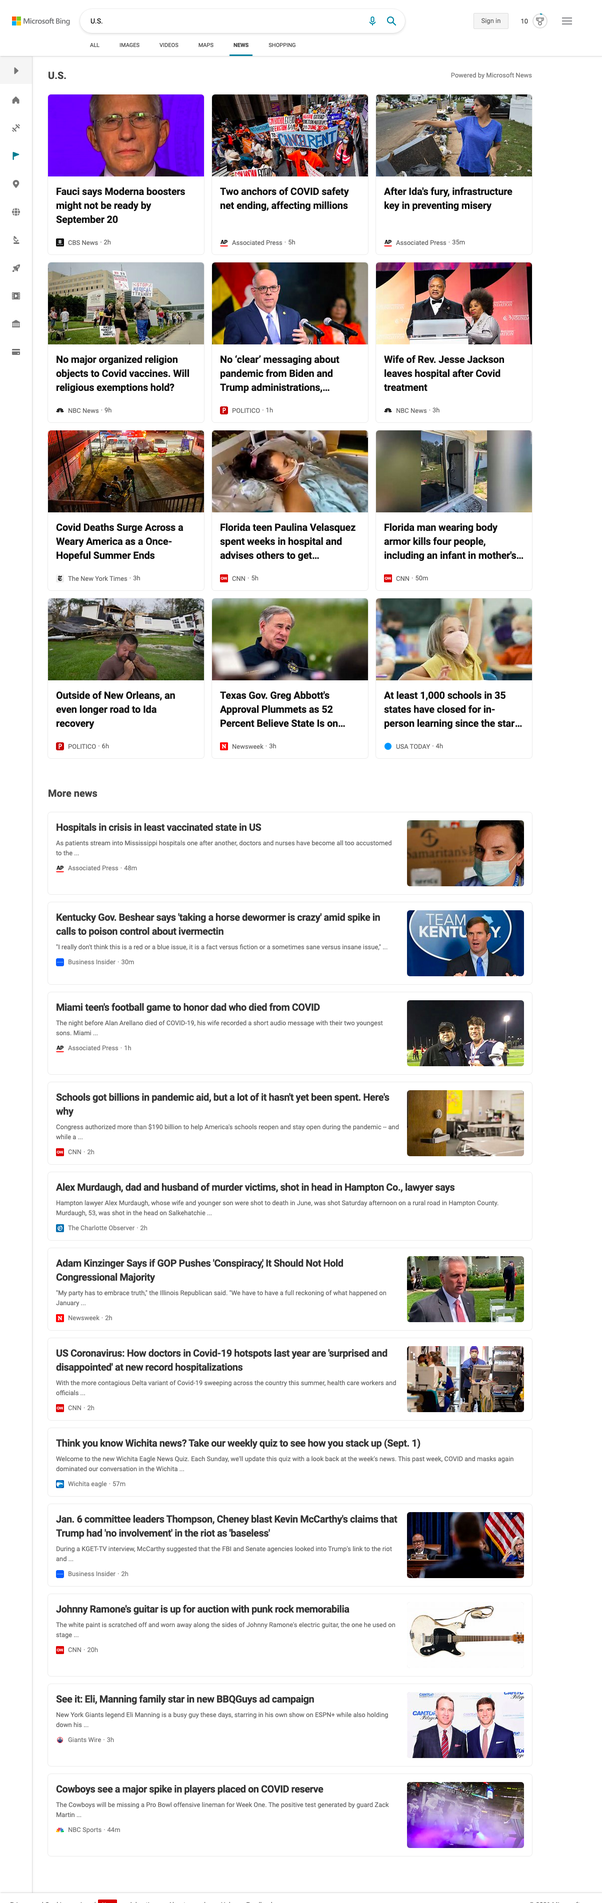 Microsoft Bing
U.S.
Sign in
10
ALL IMAGES VIDEOS MAPS NEWS SHOPPING
U.S.
Powered by Microsoft News
CANCEL RENT
Fauci says Moderna boosters
might not be ready by
September 20
CBS News · 2h
Two anchors of COVID safety
net ending, affecting millions
AP Associated Press · 5h
After Ida's fury, infrastructure
key in preventing misery
AP Associated Press · 35m
No major organized religion
objects to Covid vaccines. Will
religious exemptions hold?
NBC News · 9h
No 'clear' messaging about
pandemic from Biden and
Trump administrations,...
POLITICO · 1h
Wife of Rev. Jesse Jackson
leaves hospital after Covid
treatment
NBC News · 3h
Covid Deaths Surge Across a
Weary America as a Once-
Hopeful Summer Ends
The New York Times · 3h
Florida teen Paulina Velasquez
spent weeks in hospital and
advises others to get...
CNN · 5h
Florida man wearing body
armor kills four people,
including an infant in mother's...
CNN · 50m
Outside of New Orleans, an
even longer road to Ida
recovery
POLITICO · 6h
Texas Gov. Greg Abbott's
Approval Plummets as 52
Percent Believe State Is on...
N Newsweek · 3h
At least 1,000 schools in 35
states have closed for in-
person learning since the star...
USA TODAY · 4h
More news
Hospitals in crisis in least vaccinated state in US
As patients stream into Mississippi hospitals one after another, doctors and nurses have become all too accustomed
to the ...
AP Associated Press · 48m
Samaritan's P
Kentucky Gov. Beshear says 'taking a horse dewormer is crazy' amid spike in
calls to poison control about ivermectin
"I really don't think this is a red or a blue issue, it is a fact versus fiction or a sometimes sane versus insane issue," ...
Business Insider · 30m
TEAM
KENTUCKY
Miami teen's football game to honor dad who died from COVID
The night before Alan Arellano died of COVID-19, his wife recorded a short audio message with their two youngest
sons. Miami ...
AP Associated Press · 1h
Schools got billions in pandemic aid, but a lot of it hasn't yet been spent. Here's
why
Congress authorized more than $190 billion to help America's schools reopen and stay open during the pandemic – and
while a ...
CNN · 2h
Alex Murdaugh, dad and husband of murder victims, shot in head in Hampton Co., lawyer says
Hampton lawyer Alex Murdaugh, whose wife and younger son were shot to death in June, was shot Saturday afternoon on a rural road in Hampton County.
Murdaugh, 53, was shot in the head on Salkehatchie ...
The Charlotte Observer · 2h
Adam Kinzinger Says if GOP Pushes 'Conspiracy,' It Should Not Hold
Congressional Majority
"My party has to embrace truth," the Illinois Republican said. "We have to have a full reckoning of what happened on
January ...
N Newsweek · 2h
US Coronavirus: How doctors in Covid-19 hotspots last year are 'surprised and
disappointed' at new record hospitalizations
With the more contagious Delta variant of Covid-19 sweeping across the country this summer, health care workers and
officials ...
CNN · 2h
Think you know Wichita news? Take our weekly quiz to see how you stack up (Sept. 1)
Welcome to the new Wichita Eagle News Quiz. Each Sunday, we'll update this quiz with a look back at the week's news. This past week, COVID and masks again
dominated our conversation in the Wichita ...
Wichita eagle · 57m
Jan. 6 committee leaders Thompson, Cheney blast Kevin McCarthy's claims that
Trump had 'no involvement' in the riot as 'baseless'
During a KGET-TV interview, McCarthy suggested that the FBI and Senate agencies looked into Trump's link to the riot
and ...
Business Insider · 2h
Johnny Ramone's guitar is up for auction with punk rock memorabilia
The white paint is scratched off and worn away along the sides of Johnny Ramone's electric guitar, the one he used on
stage ...
CNN · 20h
See it: Eli, Manning family star in new BBQGuys ad campaign
New York Giants legend Eli Manning is a busy guy these days, starring in his own show on ESPN+ while also holding
down his ...
Giants Wire · 3h
Cowboys see a major spike in players placed on COVID reserve
The Cowboys will be missing a Pro Bowl offensive lineman for Week One. The positive test generated by guard Zack
Martin ...
NBC Sports · 44m